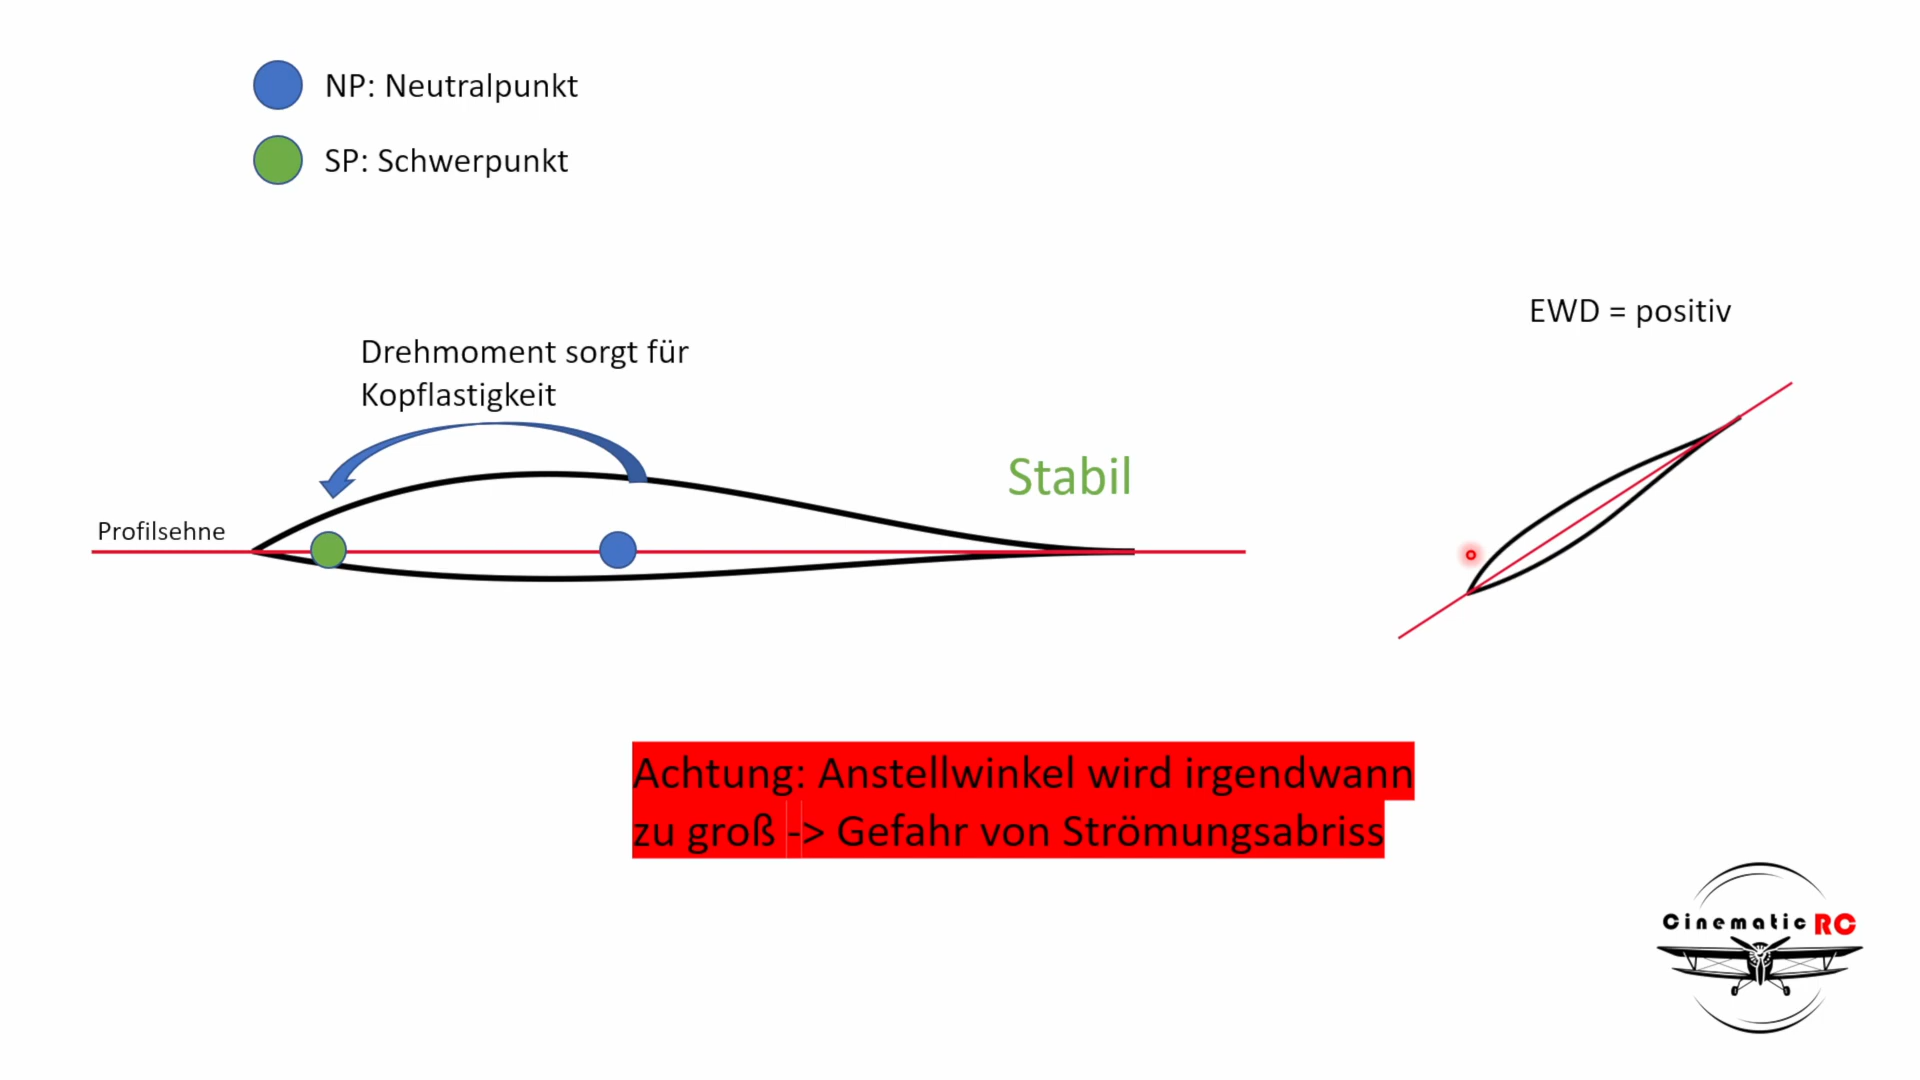 NP: Neutralpunkt
SP: Schwerpunkt
EWD = positiv
Drehmoment sorgt für
Kopflastigkeit
Stabil
Profilsehne
Achtung: Anstellwinkel wird irgendwann
zu groß -> Gefahr von Strömungsabriss
Cinematic RC